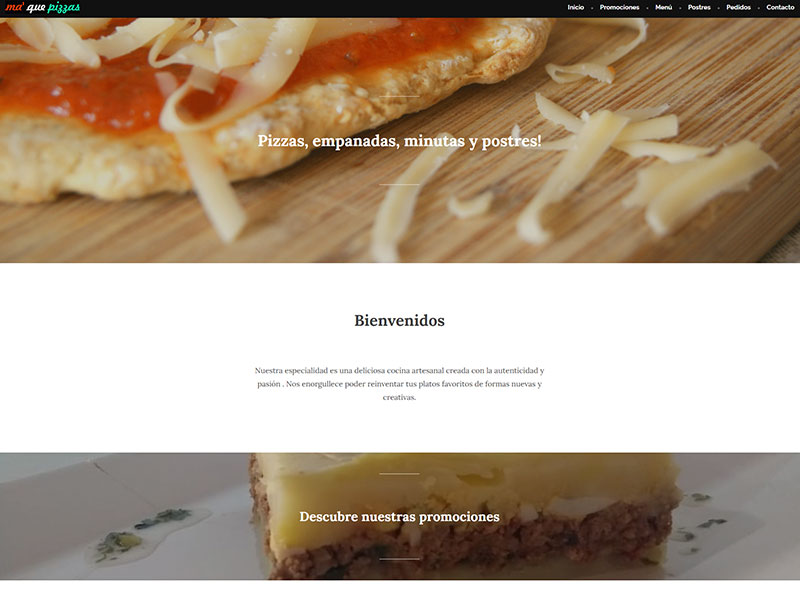 ma' que pizzas
Inicio
Promociones
Menú
Postres
Pedidos
Contacto
Pizzas, empanadas, minutas y postres!
Bienvenidos
Nuestra especialidad es una deliciosa cocina artesanal creada con la autenticidad y
pasión . Nos enorgullece poder reinventar tus platos favoritos de formas nuevas y
creativas.
Descubre nuestras promociones